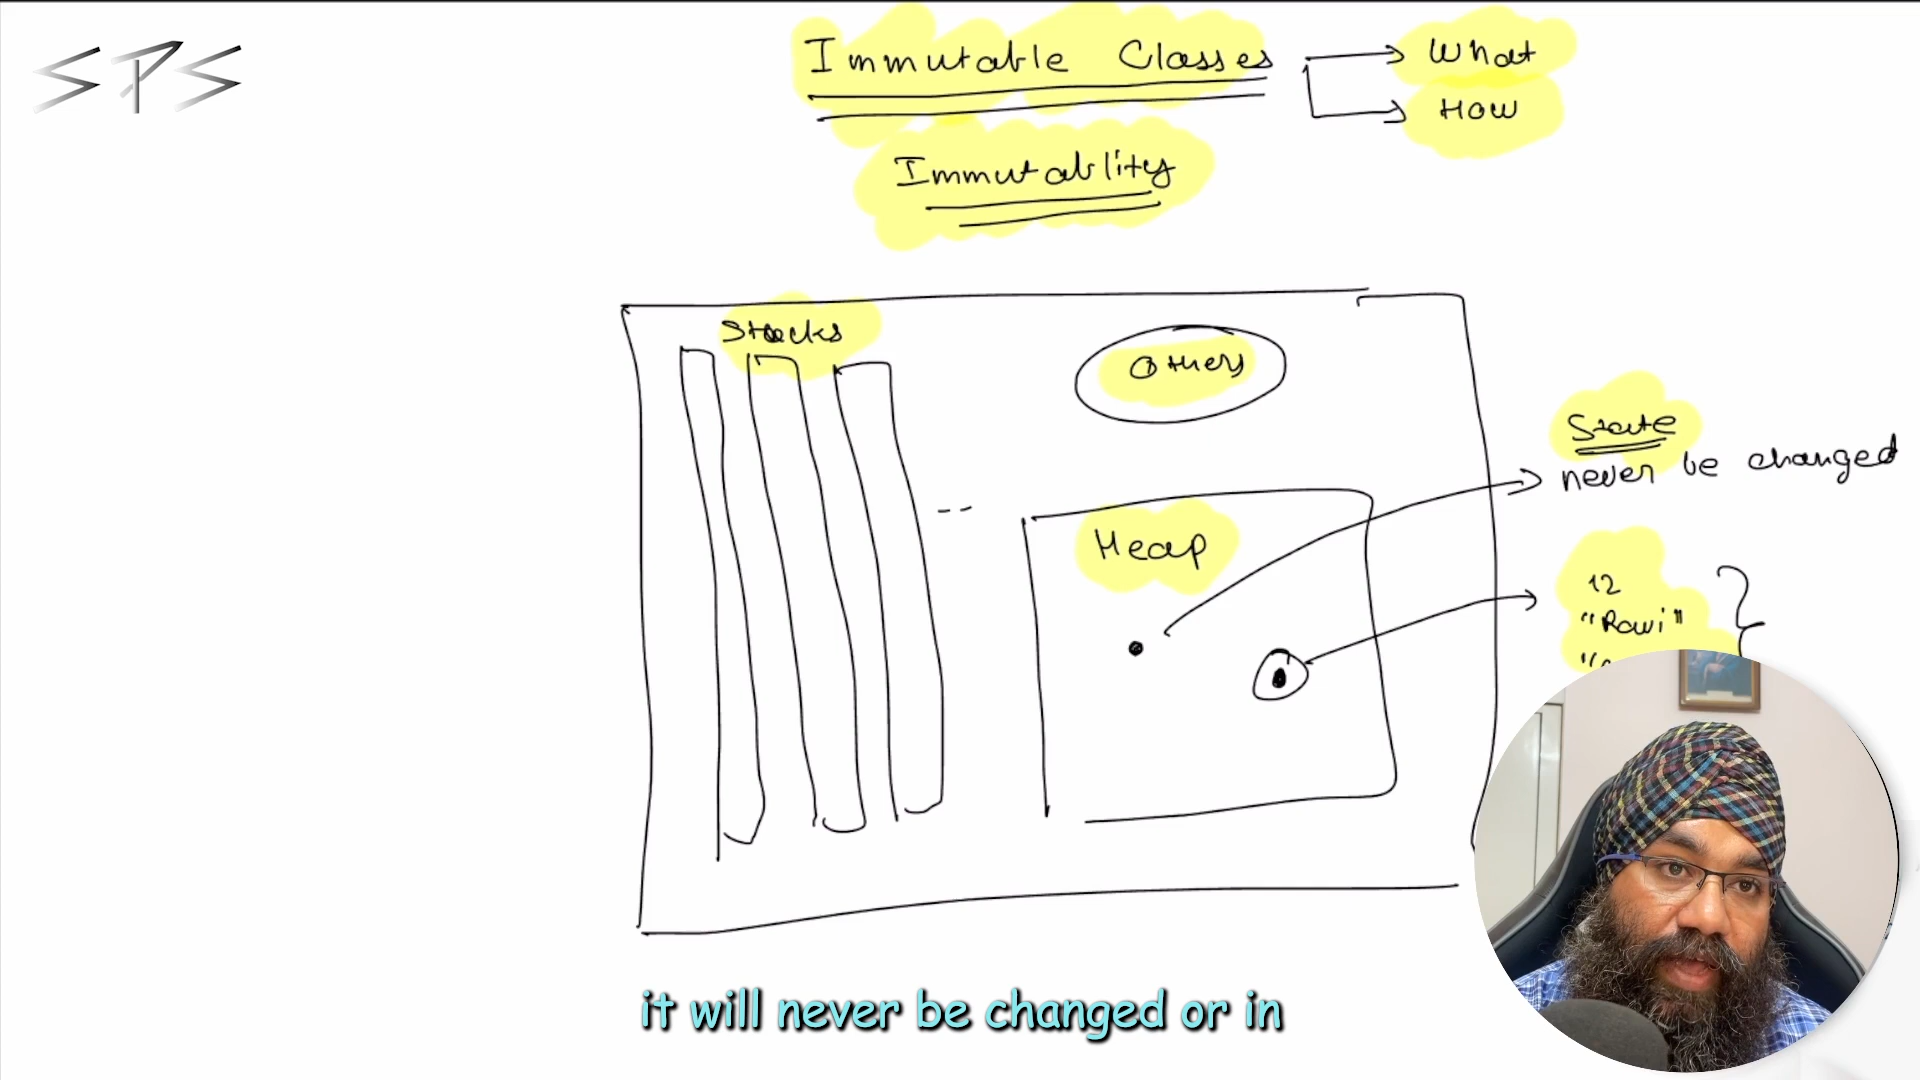 SPS
Immutable Classes
What
How
Immutablity
Stacks
Others
State
never be changed
Heap
12
"Ravi"
it will never be changed or in